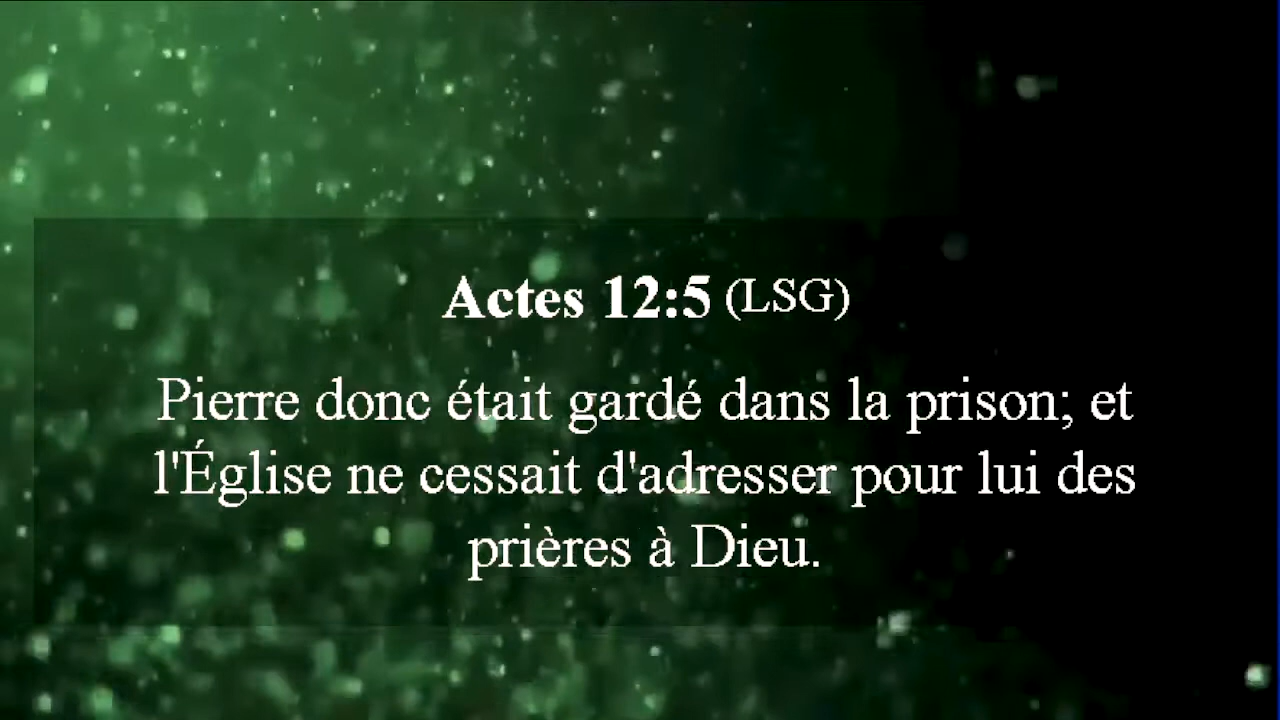 Actes 12:5 (LSG)
Pierre donc était gardé dans la prison; et
l'Église ne cessait d'adresser pour lui des
prières à Dieu.